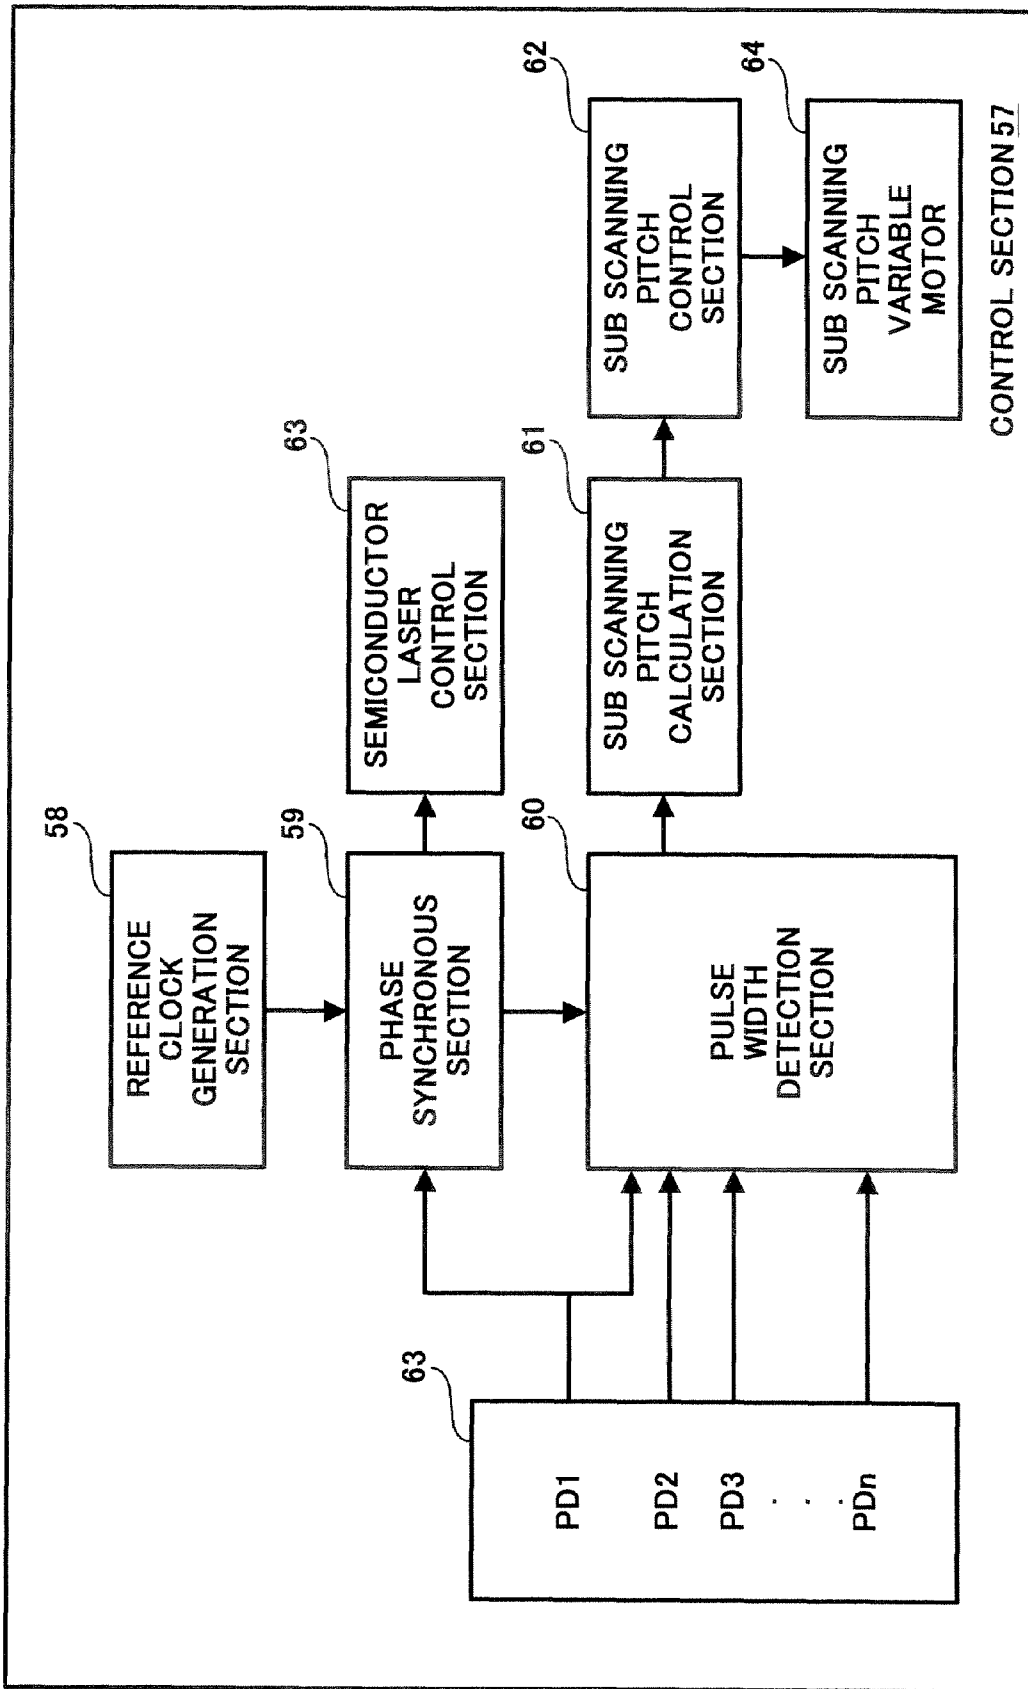 58
REFERENCE
CLOCK
GENERATION
SECTION
59
PHASE
SYNCHRONOUS
SECTION
63
SEMICONDUCTOR
LASER
CONTROL
SECTION
63
PD1
PD2
PD3
. . .
PDn
60
PULSE
WIDTH
DETECTION
SECTION
61
SUB SCANNING
PITCH
CALCULATION
SECTION
62
SUB SCANNING
PITCH
CONTROL
SECTION
64
SUB SCANNING
PITCH
VARIABLE
MOTOR
CONTROL SECTION 57